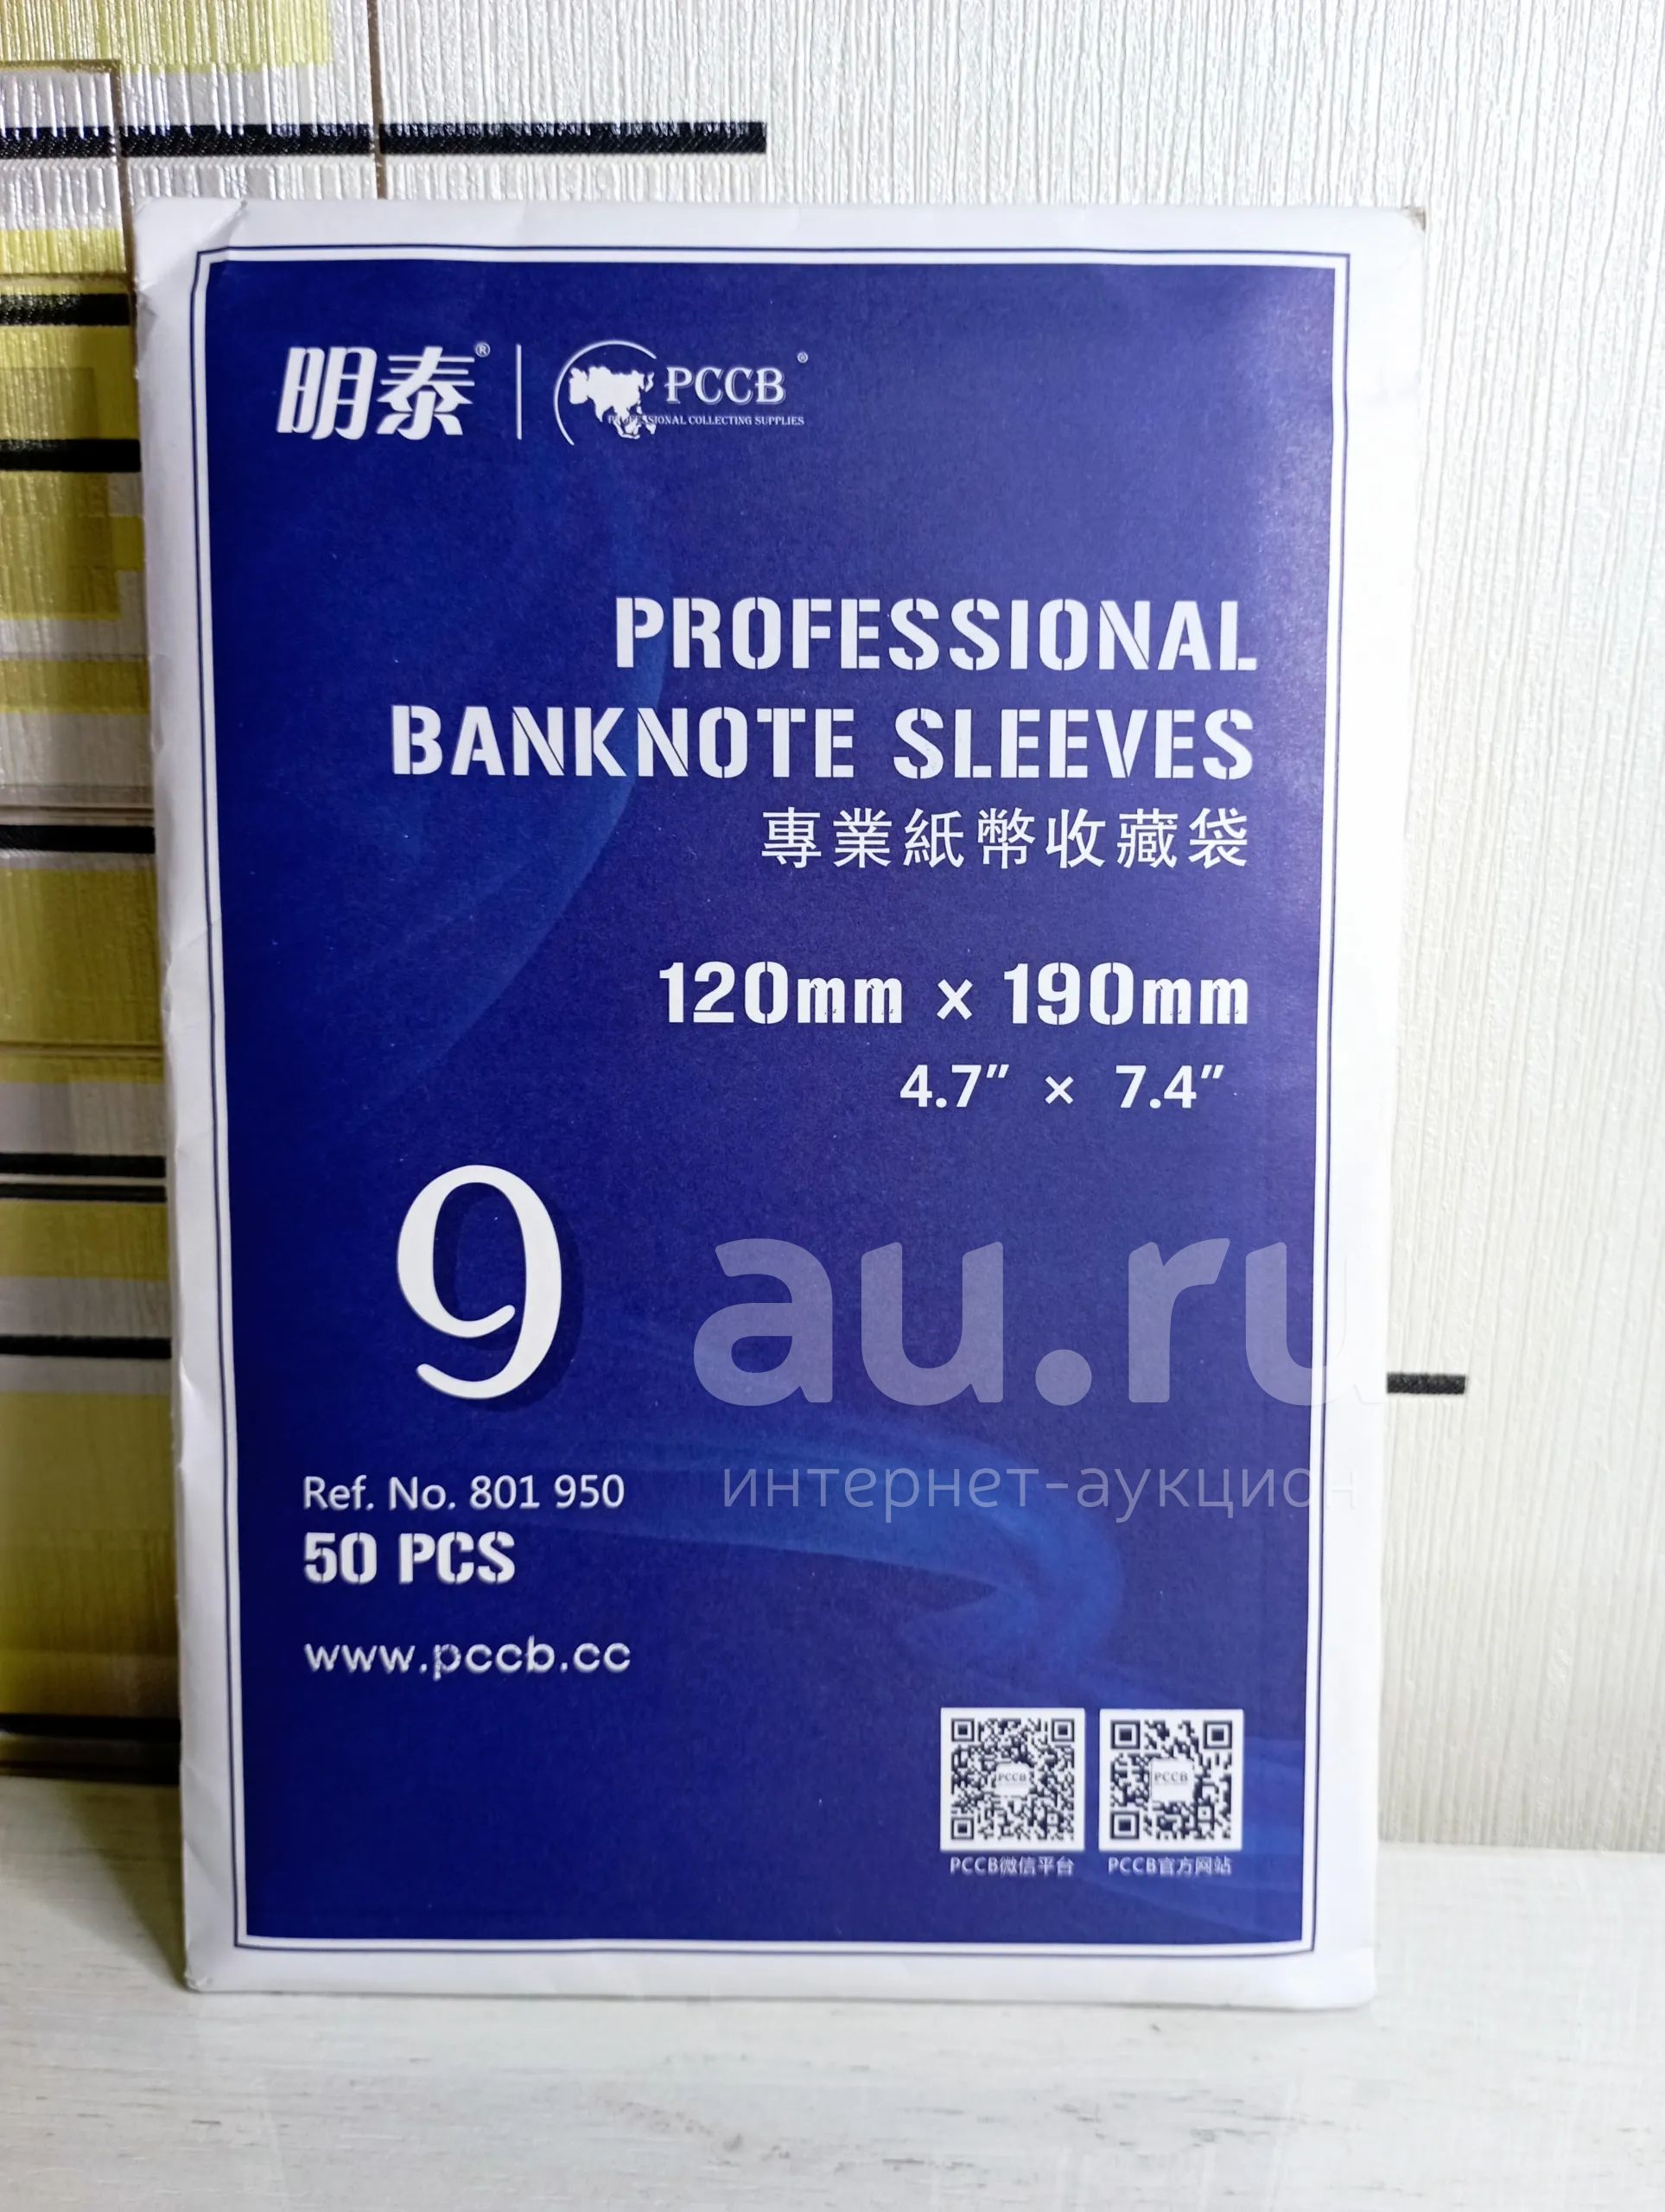 明泰® PCCB®
PROFESSIONAL COLLECTING SUPPLIES
PROFESSIONAL
BANKNOTE SLEEVES
專業紙幣收藏袋
120mm × 190mm
4.7″ × 7.4″
9
au.ru
интернет-аукцион
Ref. No. 801 950
50 PCS
www.pccb.cc
PCCB PCCB
PCCB微信平台 PCCB官方网站